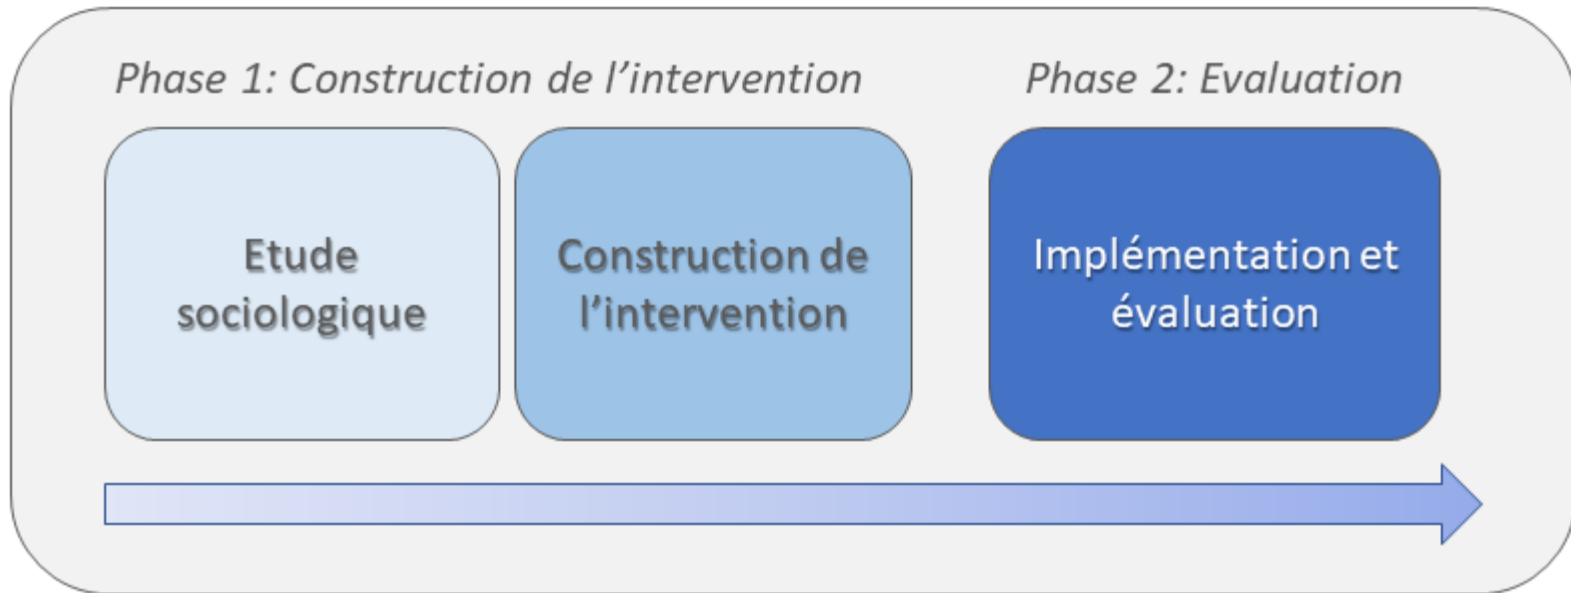 Phase 1: Construction de l’intervention
Phase 2: Evaluation
Etude
sociologique
Construction de
l’intervention
Implémentation et
évaluation